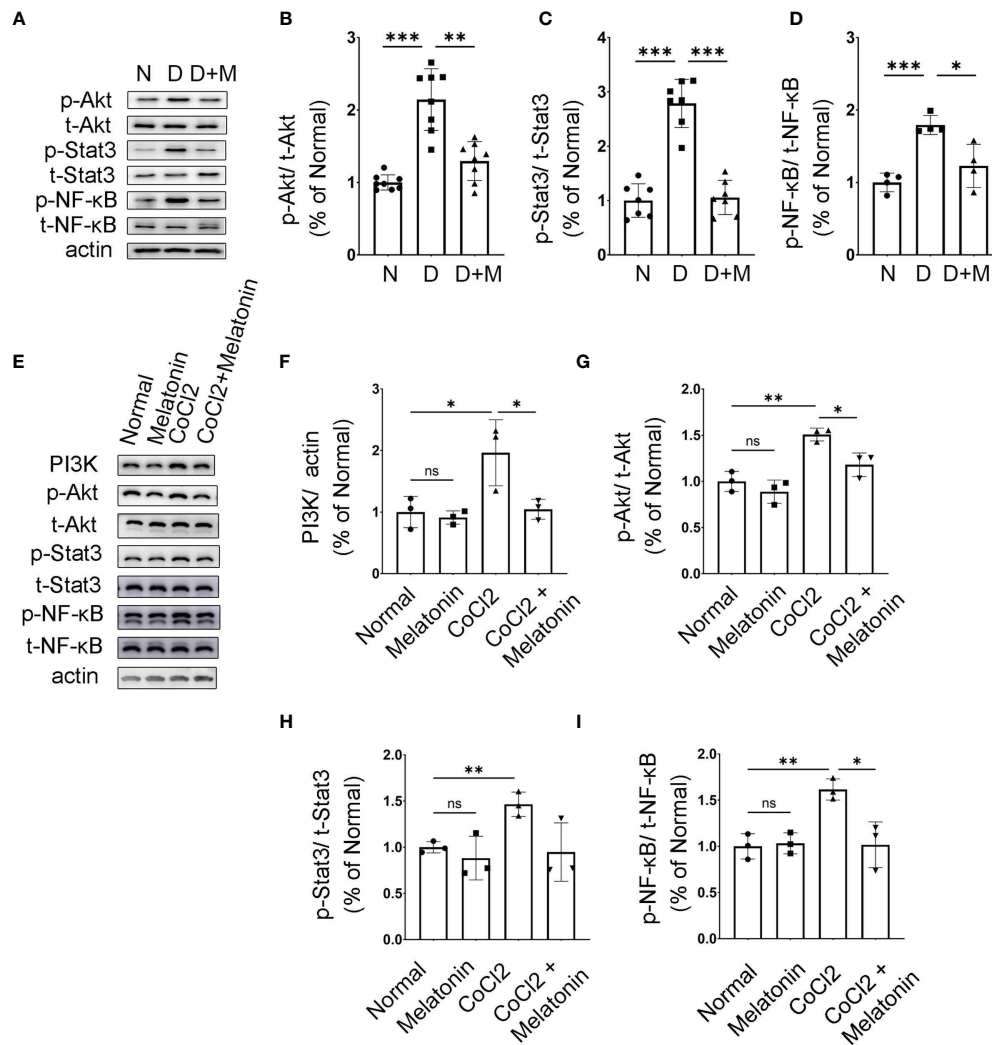 A
N D D+M
p-Akt
t-Akt
p-Stat3
t-Stat3
p-NF-κB
t-NF-κB
actin
B
p-Akt/ t-Akt
(% of Normal)
3
2
1
0
*** **
N D D+M
C
p-Stat3/ t-Stat3
(% of Normal)
4
3
2
1
0
*** ***
N D D+M
D
p-NF-κB/ t-NF-κB
(% of Normal)
3
2
1
0
*** *
N D D+M
E
Normal
Melatonin
CoCl2
CoCl2+Melatonin
PI3K
p-Akt
t-Akt
p-Stat3
t-Stat3
p-NF-κB
t-NF-κB
actin
F
PI3K/ actin
(% of Normal)
3
2
1
0
* *
ns
Normal
Melatonin
CoCl2
CoCl2 +
Melatonin
G
p-Akt/ t-Akt
(% of Normal)
2.0
1.5
1.0
0.5
0.0
** *
ns
Normal
Melatonin
CoCl2
CoCl2 +
Melatonin
H
p-Stat3/ t-Stat3
(% of Normal)
2.0
1.5
1.0
0.5
0.0
**
ns
Normal
Melatonin
CoCl2
CoCl2 +
Melatonin
I
p-NF-κB/ t-NF-κB
(% of Normal)
2.0
1.5
1.0
0.5
0.0
** *
ns
Normal
Melatonin
CoCl2
CoCl2 +
Melatonin